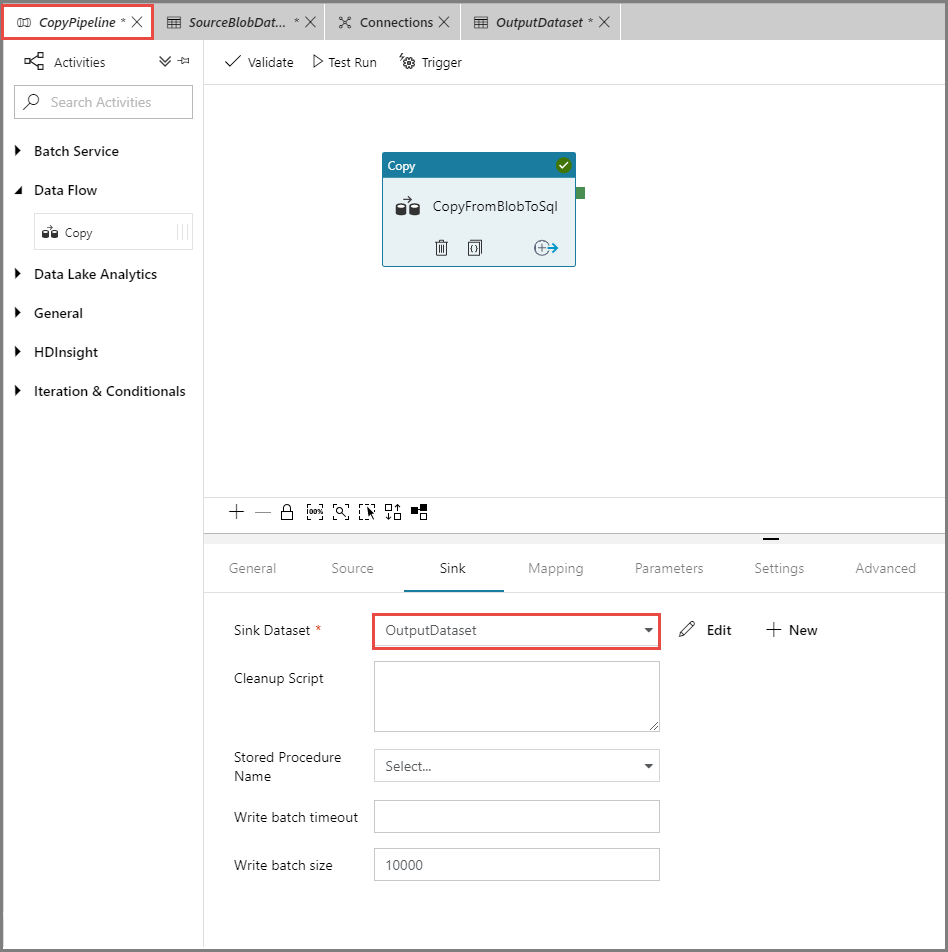 CopyPipeline *
SourceBlobDat... *
Connections
OutputDataset *
Activities
Validate
Test Run
Trigger
Search Activities
Batch Service
Data Flow
Copy
Data Lake Analytics
General
HDInsight
Iteration & Conditionals
Copy
CopyFromBlobToSql
{}
100%
General
Source
Sink
Mapping
Parameters
Settings
Advanced
Sink Dataset *
OutputDataset
Edit
New
Cleanup Script
Stored Procedure
Name
Select...
Write batch timeout
Write batch size
10000